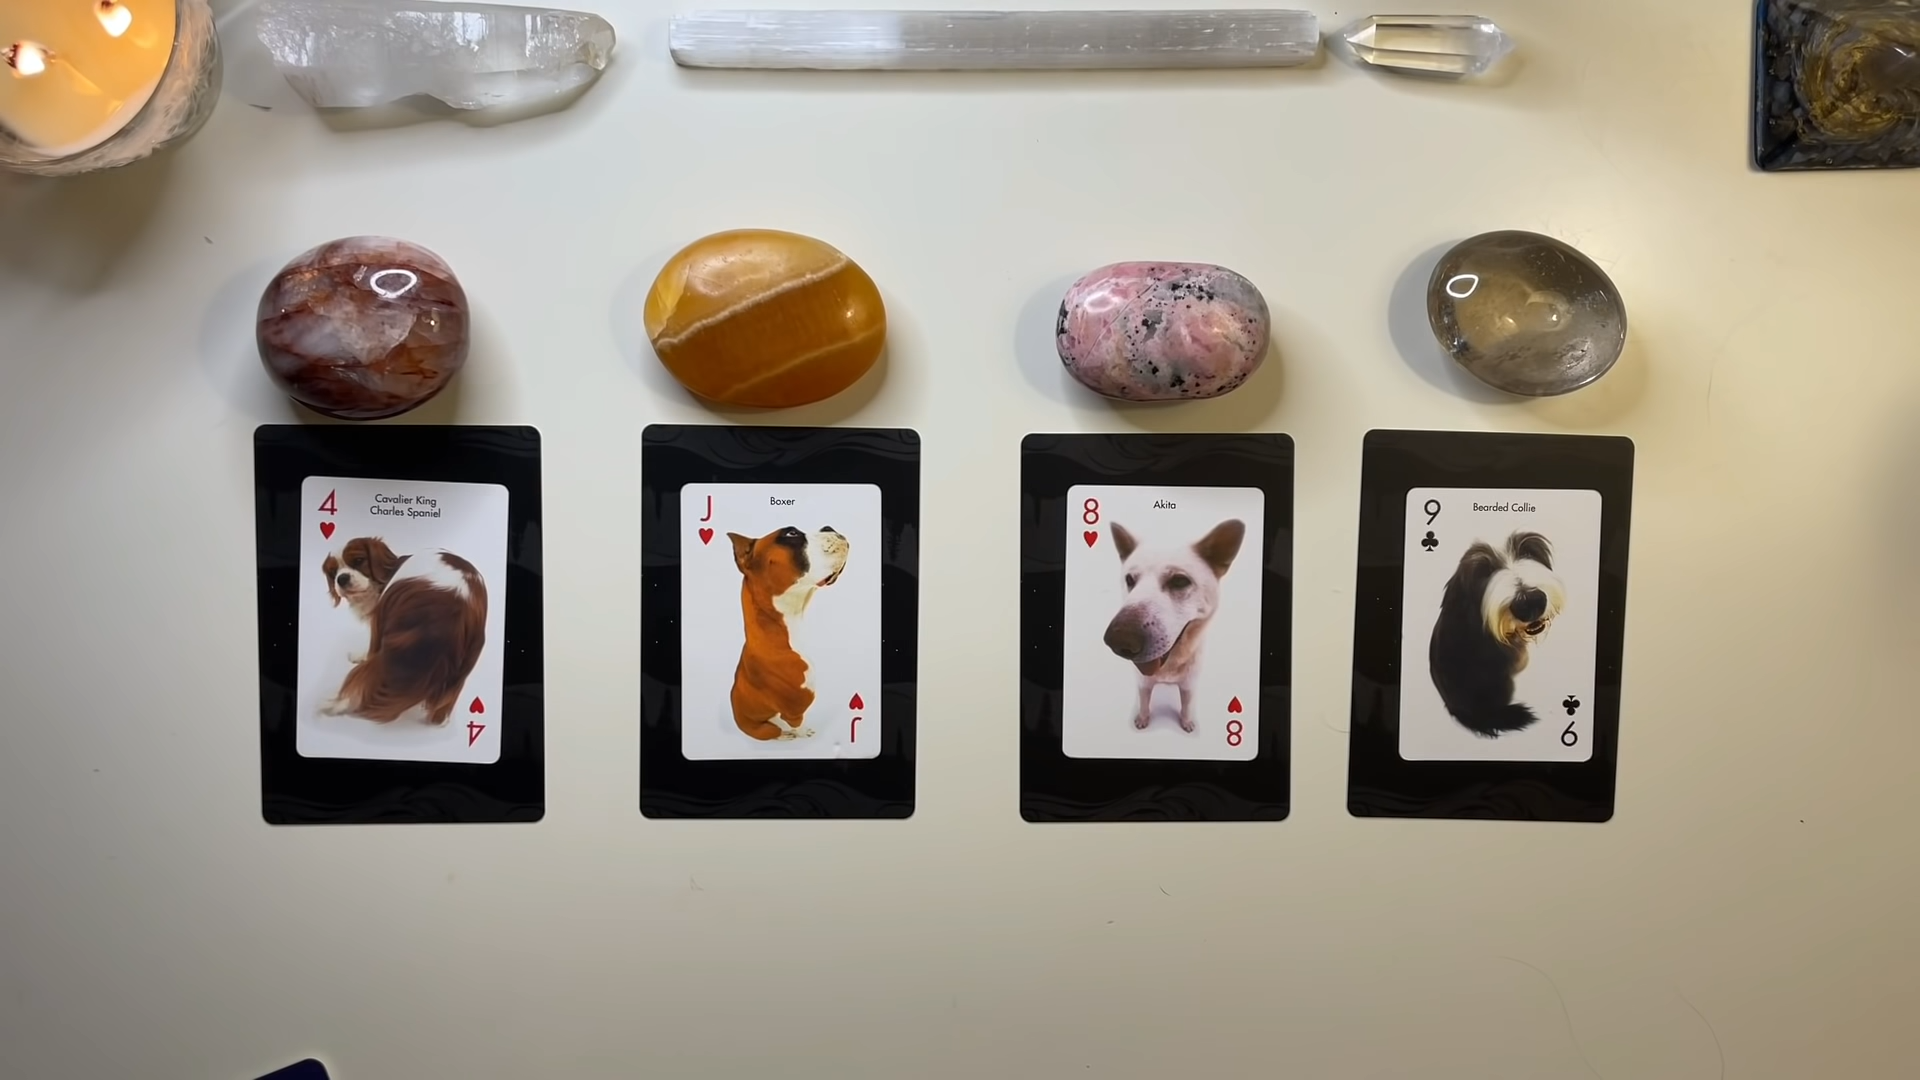 4
Cavalier King
Charles Spaniel
4
J
Boxer
J
8
Akita
8
9
Bearded Collie
9